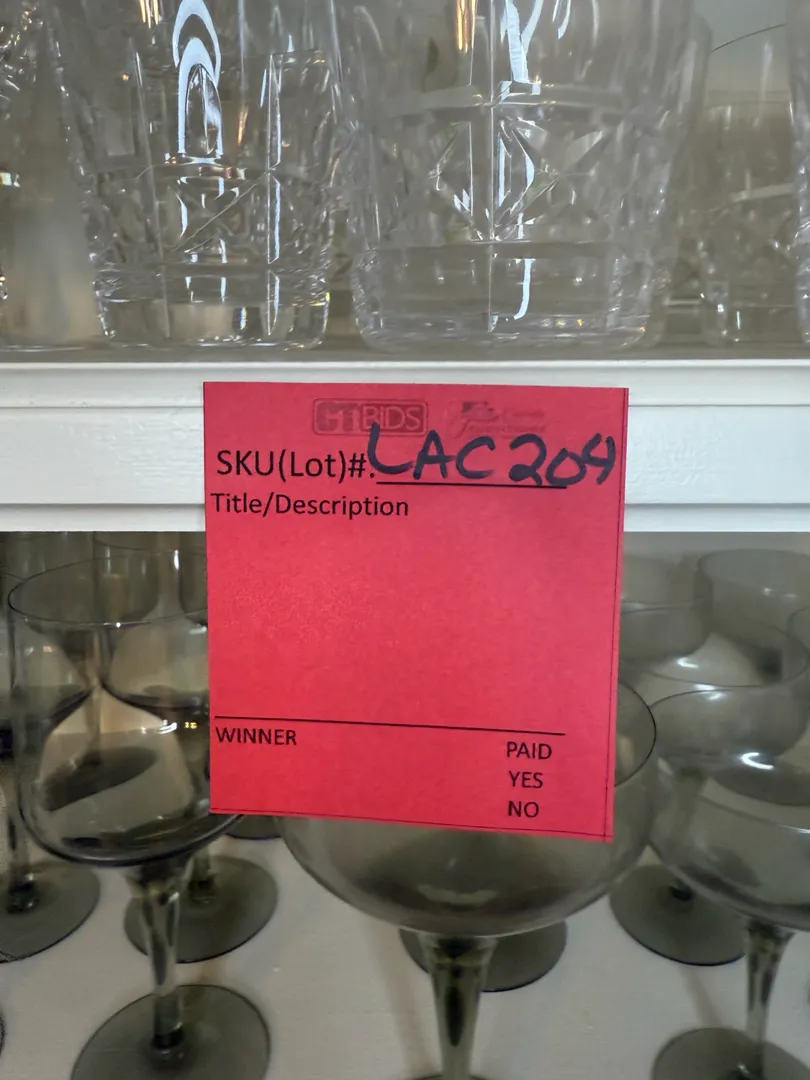 BIDS
SKU(Lot)#. LAC204
Title/Description
WINNER
PAID
YES
NO